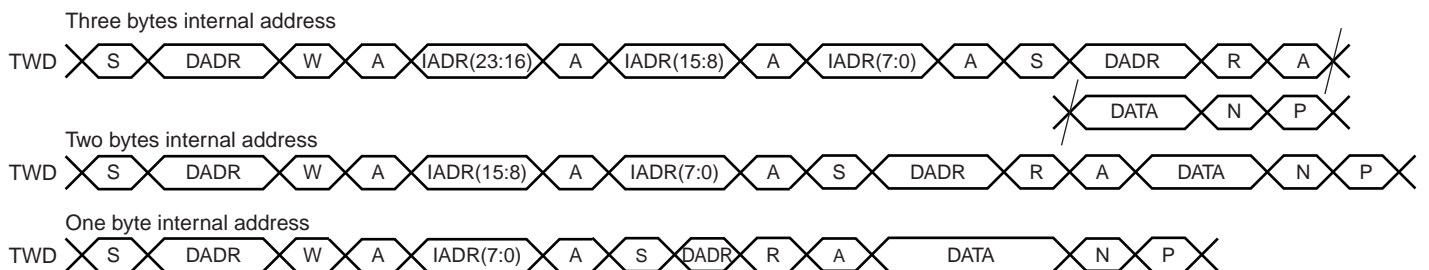 Three bytes internal address
TWD S DADR W A IADR(23:16) A IADR(15:8) A IADR(7:0) A S DADR R A
DATA N P
Two bytes internal address
TWD S DADR W A IADR(15:8) A IADR(7:0) A S DADR R A DATA N P
One byte internal address
TWD S DADR W A IADR(7:0) A S DADR R A DATA N P